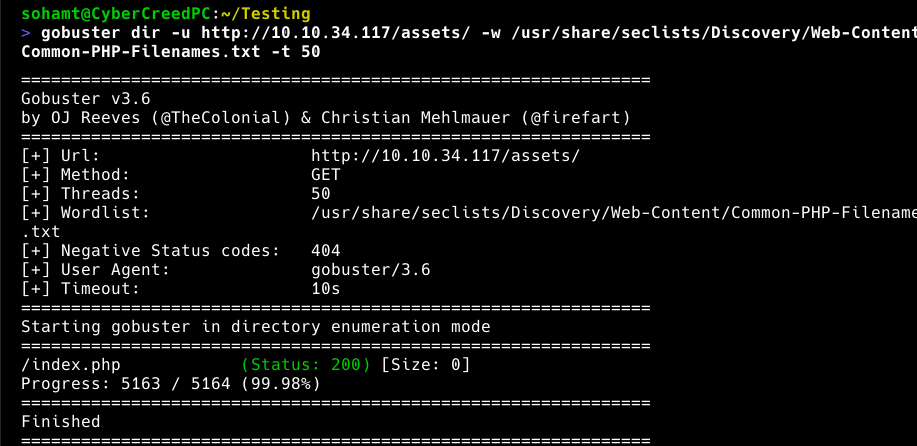 sohamt@CyberCreedPC:~/Testing
> gobuster dir -u http://10.10.34.117/assets/ -w /usr/share/seclists/Discovery/Web-Content
Common-PHP-Filenames.txt -t 50
===============================================================
Gobuster v3.6
by OJ Reeves (@TheColonial) & Christian Mehlmauer (@firefart)
===============================================================
[+] Url:                     http://10.10.34.117/assets/
[+] Method:                  GET
[+] Threads:                 50
[+] Wordlist:                /usr/share/seclists/Discovery/Web-Content/Common-PHP-Filename
.txt
[+] Negative Status codes:   404
[+] User Agent:              gobuster/3.6
[+] Timeout:                 10s
===============================================================
Starting gobuster in directory enumeration mode
===============================================================
/index.php            (Status: 200) [Size: 0]
Progress: 5163 / 5164 (99.98%)
===============================================================
Finished
===============================================================